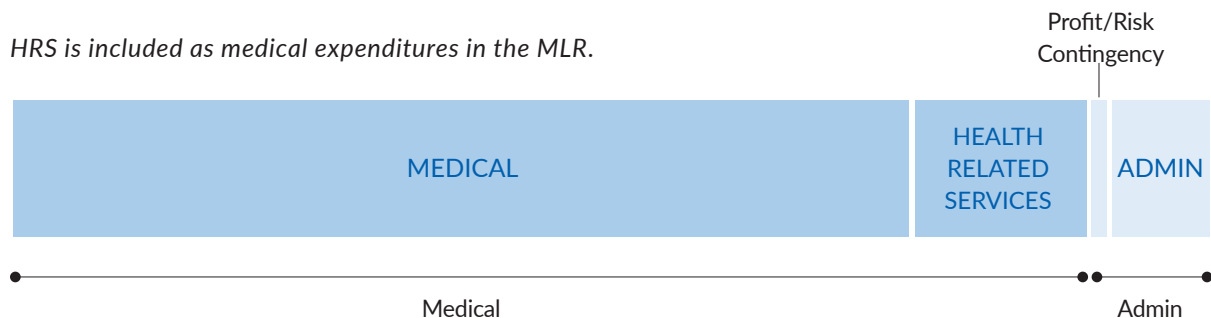 HRS is included as medical expenditures in the MLR.
Profit/Risk
Contingency
MEDICAL
HEALTH
RELATED
SERVICES
ADMIN
Medical
Admin